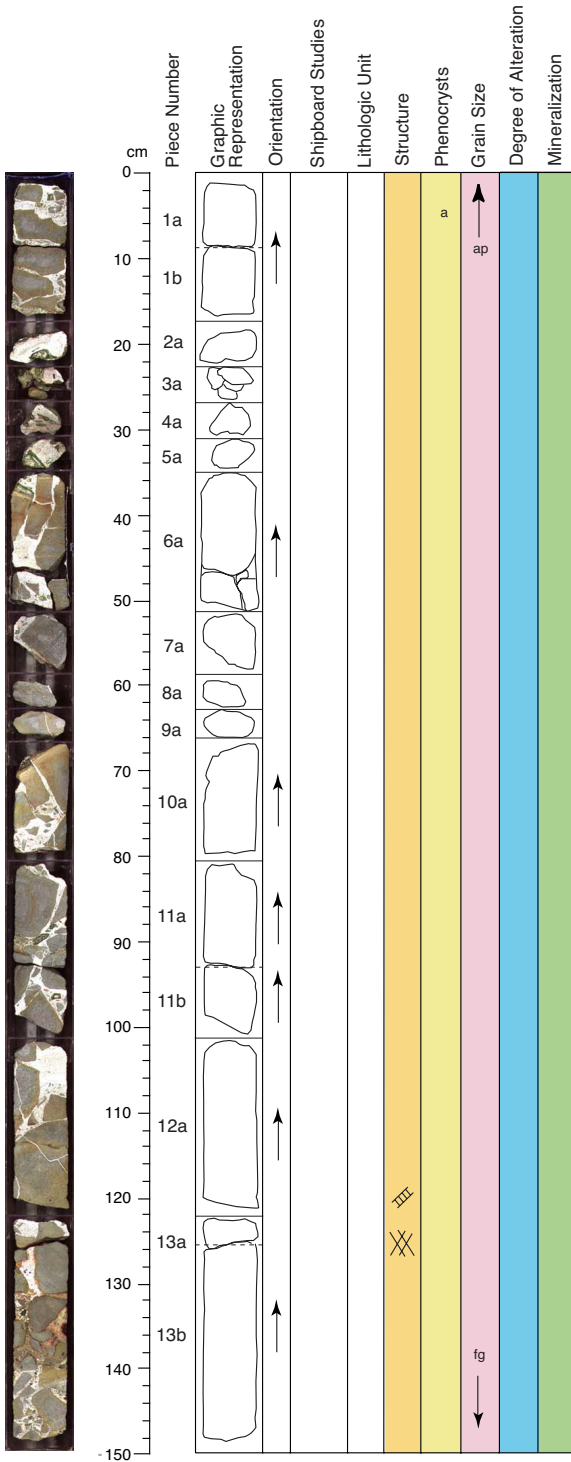 cm
Piece Number
Graphic
Representation
Orientation
Shipboard Studies
Lithologic Unit
Structure
Phenocrysts
Grain Size
Degree of Alteration
Mineralization
0
1a
a
ap
10
1b
20
2a
3a
4a
30
5a
40
6a
50
7a
60
8a
9a
70
10a
80
11a
90
11b
100
110
12a
120
13a
130
13b
140
fg
150